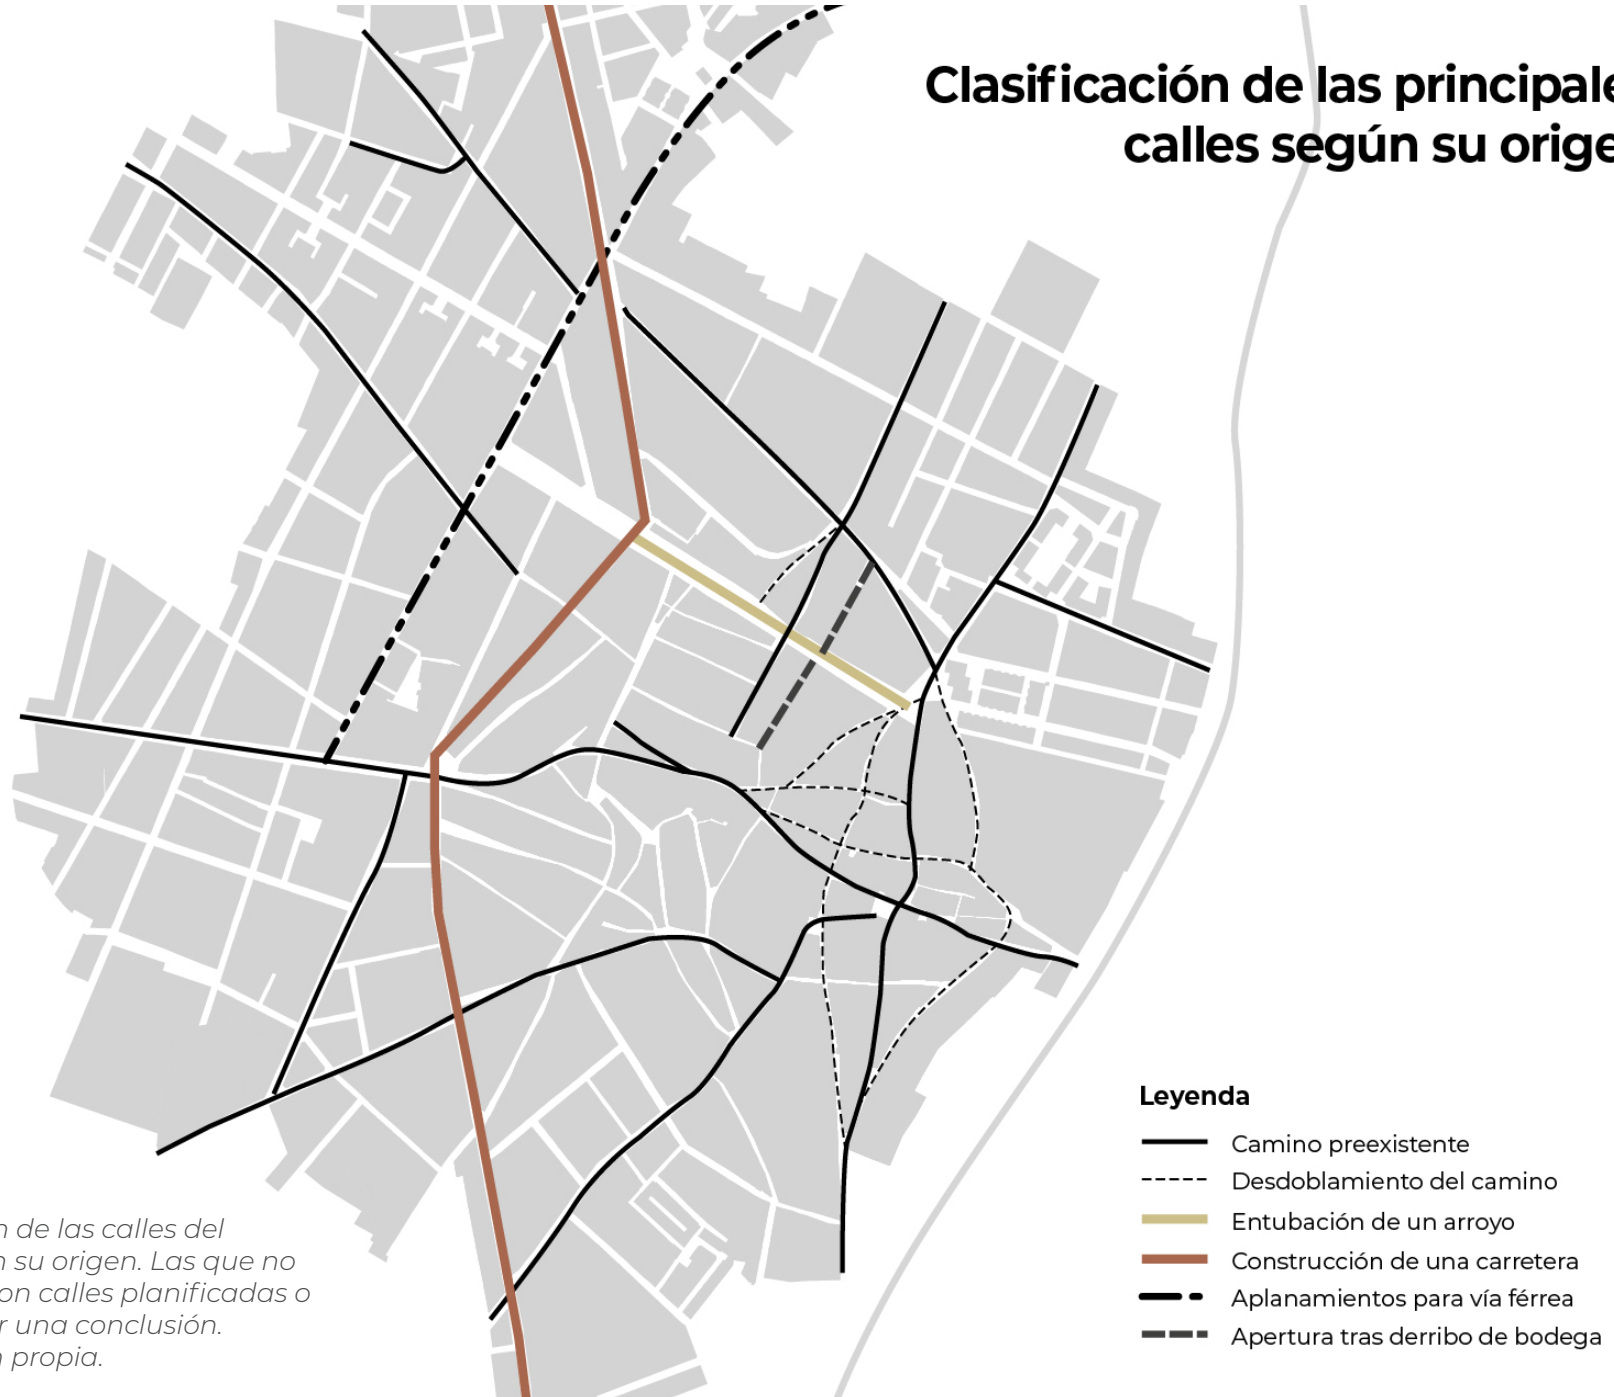 Clasificación de las principale
calles según su orige
Leyenda
Camino preexistente
Desdoblamiento del camino
Entubación de un arroyo
Construcción de una carretera
Aplanamientos para vía férrea
Apertura tras derribo de bodega
n de las calles del
n su origen. Las que no
on calles planificadas o
r una conclusión.
n propia.